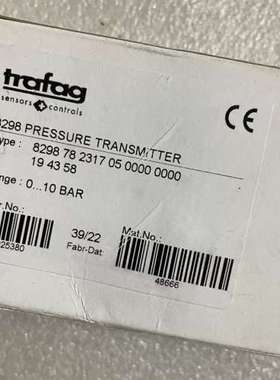 trafag
sensors controls
CE
8298 PRESSURE TRANSMITTER
ype: 8298 78 2317 05 0000 0000
19 43 58
nge: 0...10 BAR
39/22
Fabr-Dat
Mat.No.:
25380
48666